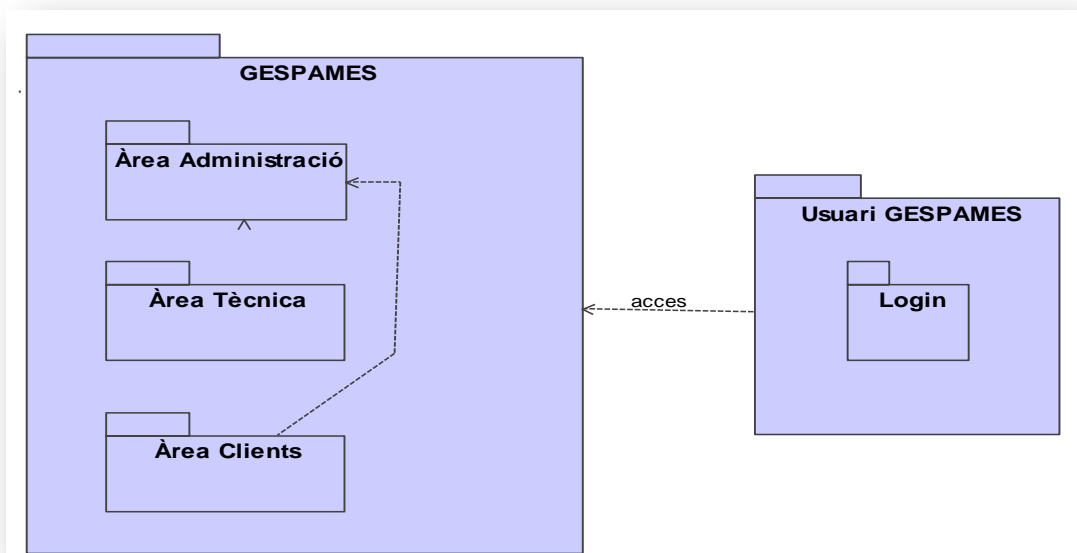 GESPAMES
Àrea Administració
Àrea Tècnica
Àrea Clients
acces
Usuari GESPAMES
Login